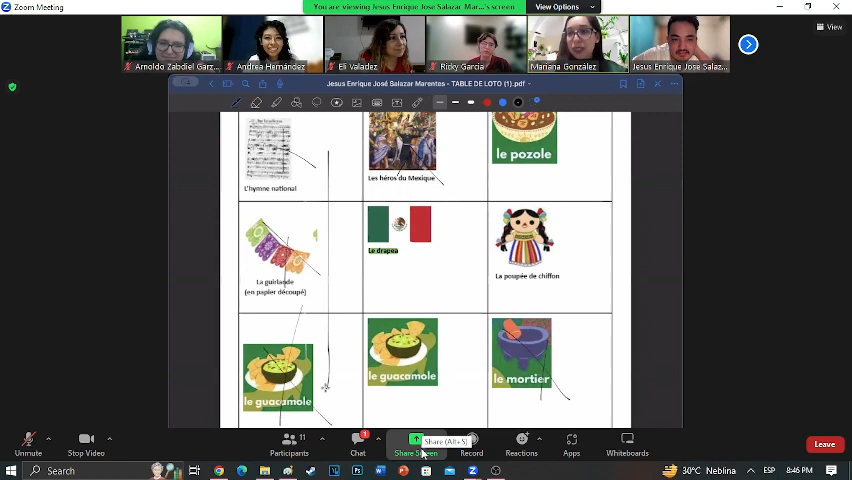 Zoom Meeting
You are viewing Jesus Enrique Jose Salazar Mar...'s screen
View Options
View
Arnoldo Zabdiel Garz...
Andrea Hernández
Eli Valadez
Ricky Garcia
Mariana González
Jesus Enrique Jose Salaz...
Jesus Enrique José Salazar Marentes - TABLE DE LOTO (1).pdf
L'hymne national
Les héros du Mexique
le pozole
La guirlande
(en papier découpé)
Le drapea
La poupée de chiffon
le guacamole
le guacamole
le mortier
Unmute
Stop Video
11
Participants
1
Chat
Share Screen
Share (Alt+S)
Record
Reactions
Apps
Whiteboards
Leave
Search
30°C Neblina
ESP
8:46 PM